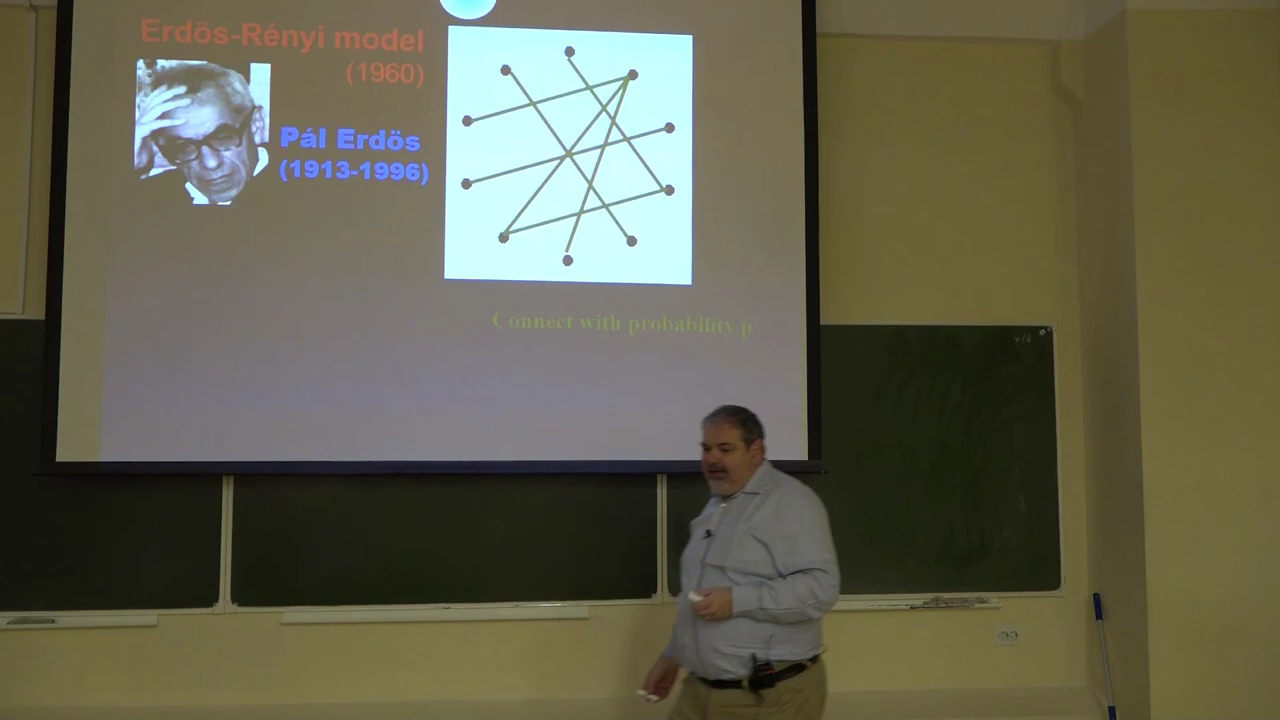 Erdös-Rényi model
(1960)
Pál Erdös
(1913-1996)
Connect with probability p